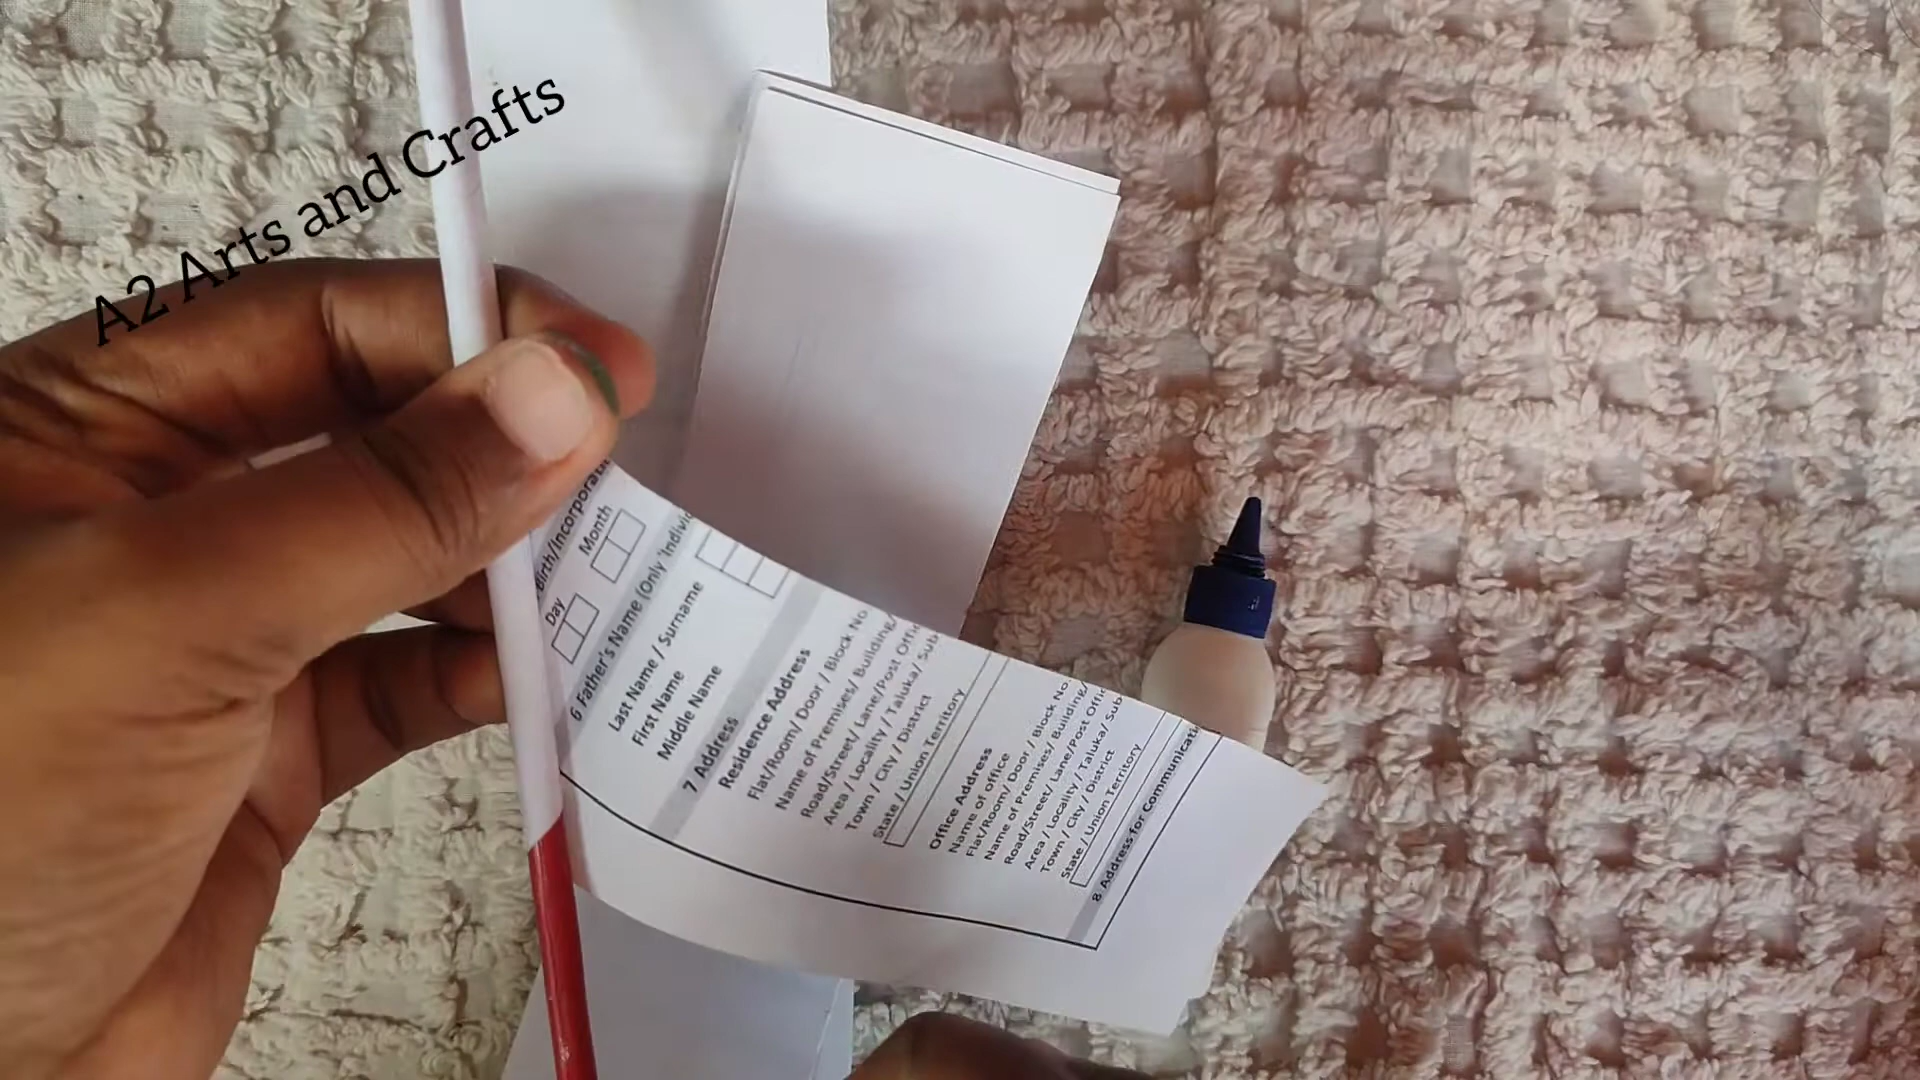 A2 Arts and Crafts
Birth/Incorporati
Day
Month
6 Father's Name (Only 'Individ
Last Name / Surname
First Name
Middle Name
7 Address
Residence Address
Flat/Room/ Door / Block No
Name of Premises/ Building/
Road/Street/ Lane/Post Offic
Area / Locality / Taluka/ Sub
Town / City / District
State / Union Territory
Office Address
Name of office
Flat/Room/ Door / Block No.
Name of Premises/ Building/
Road/Street/ Lane/Post Offic
Area / Locality / Taluka/ Sub
Town / City / District
State / Union Territory
8 Address for Communicati